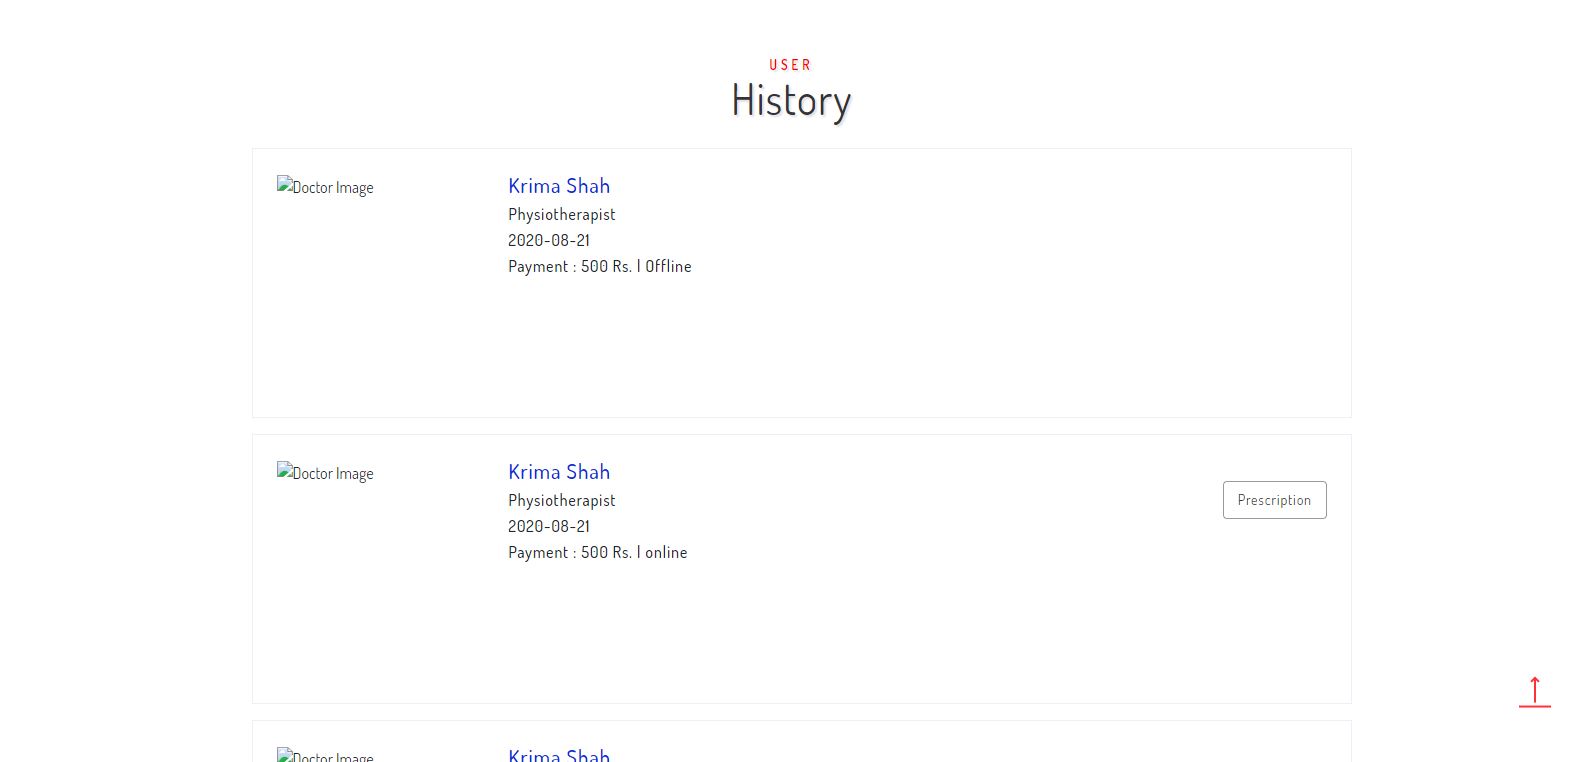 USER
History
Doctor Image
Krima Shah
Physiotherapist
2020-08-21
Payment : 500 Rs. | Offline
Doctor Image
Krima Shah
Physiotherapist
2020-08-21
Payment : 500 Rs. | online
Prescription
Doctor Image
Krima Shah